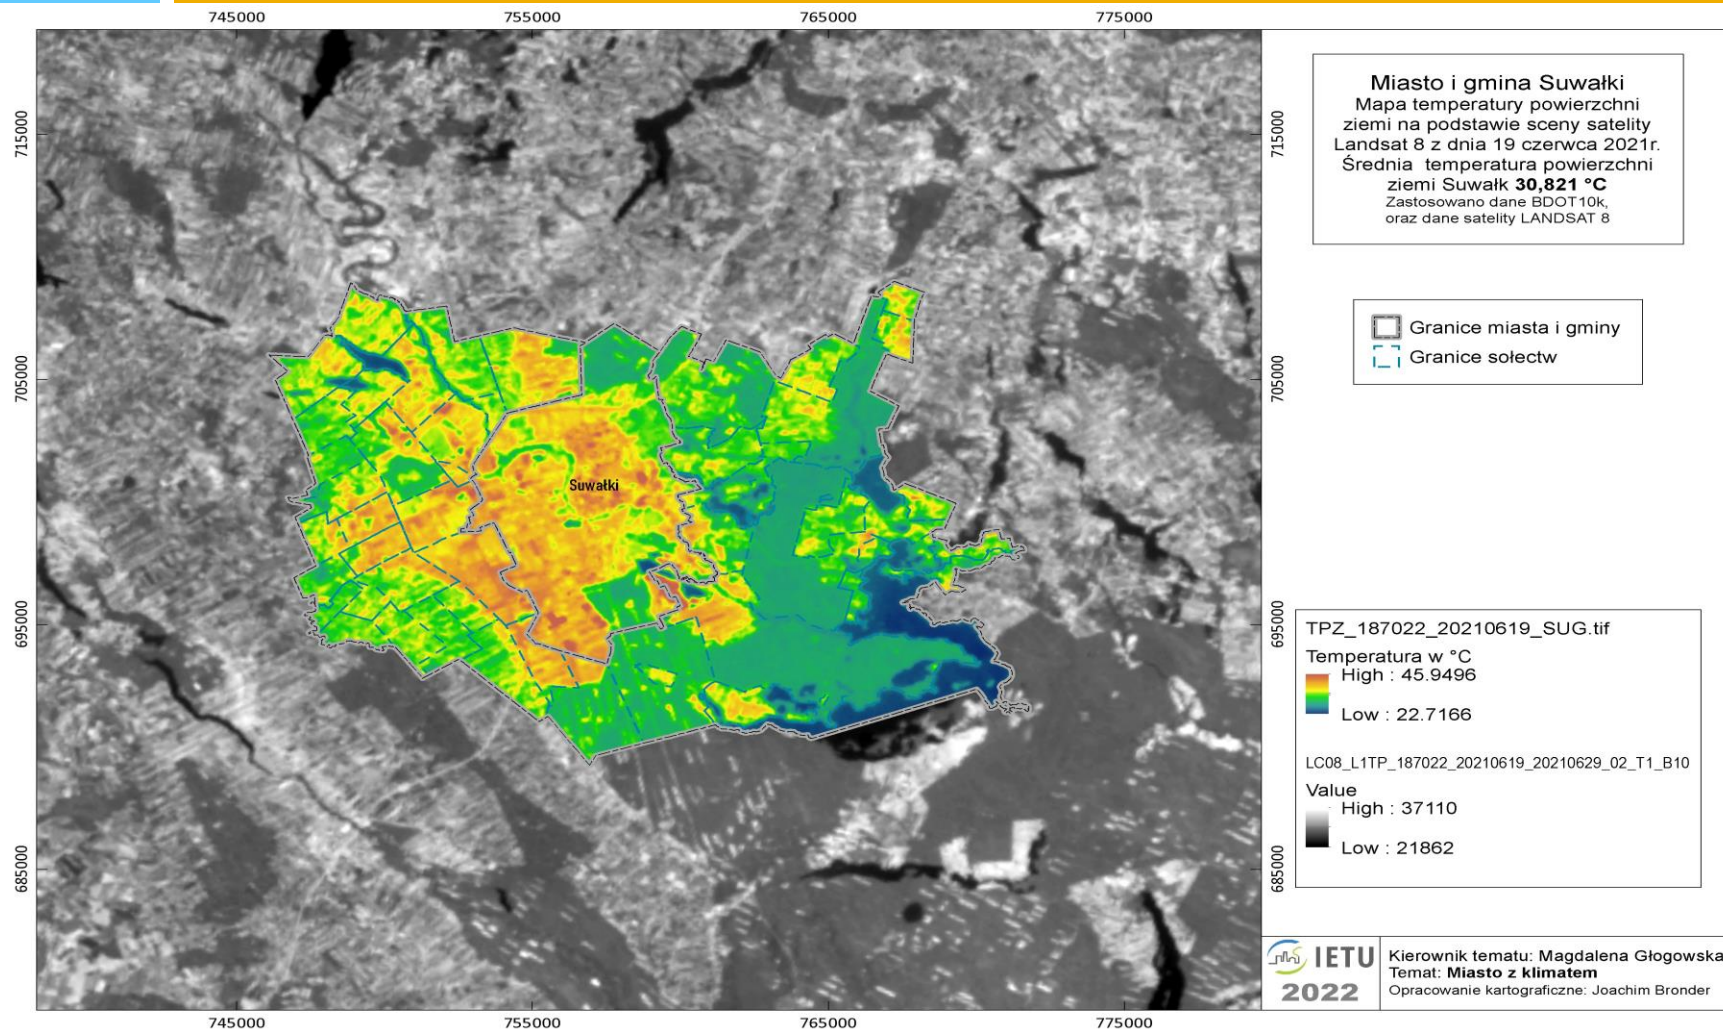 745000
755000
765000
775000
715000
705000
695000
685000
Suwałki
715000
705000
695000
685000
745000
755000
765000
775000
Miasto i gmina Suwałki
Mapa temperatury powierzchni
ziemi na podstawie sceny satelity
Landsat 8 z dnia 19 czerwca 2021r.
Średnia temperatura powierzchni
ziemi Suwałk 30,821 °C
Zastosowano dane BDOT10k,
oraz dane satelity LANDSAT 8
Granice miasta i gminy
Granice sołectw
TPZ_187022_20210619_SUG.tif
Temperatura w °C
High : 45.9496
Low : 22.7166
LC08_L1TP_187022_20210619_20210629_02_T1_B10
Value
High : 37110
Low : 21862
IETU
2022
Kierownik tematu: Magdalena Głogowska
Temat: Miasto z klimatem
Opracowanie kartograficzne: Joachim Bronder